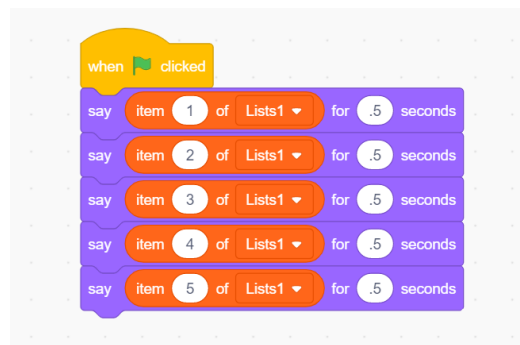 when clicked
say item 1 of Lists1 for .5 seconds
say item 2 of Lists1 for .5 seconds
say item 3 of Lists1 for .5 seconds
say item 4 of Lists1 for .5 seconds
say item 5 of Lists1 for .5 seconds